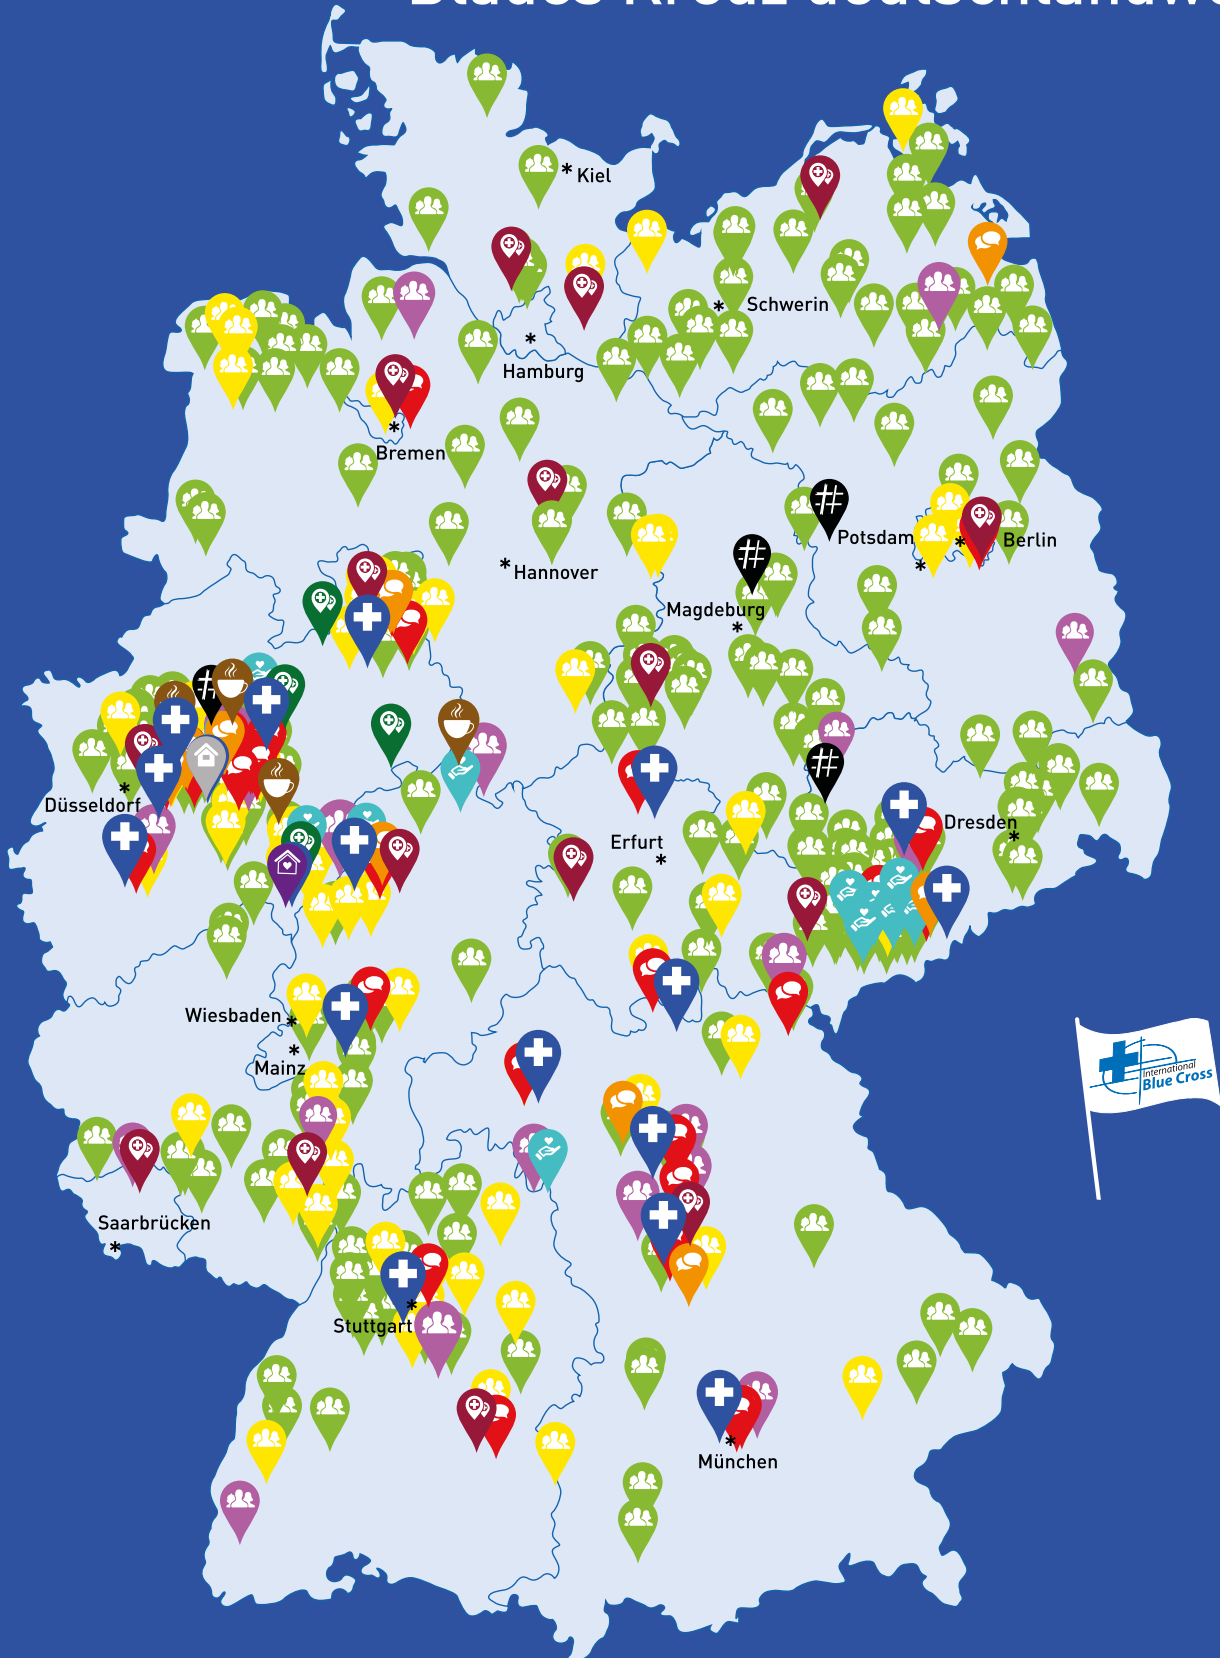 Kiel
Schwerin
Hamburg
Bremen
Potsdam
Berlin
Hannover
Magdeburg
Düsseldorf
Dresden
Erfurt
Wiesbaden
Mainz
International
Blue Cross
Saarbrücken
Stuttgart
München